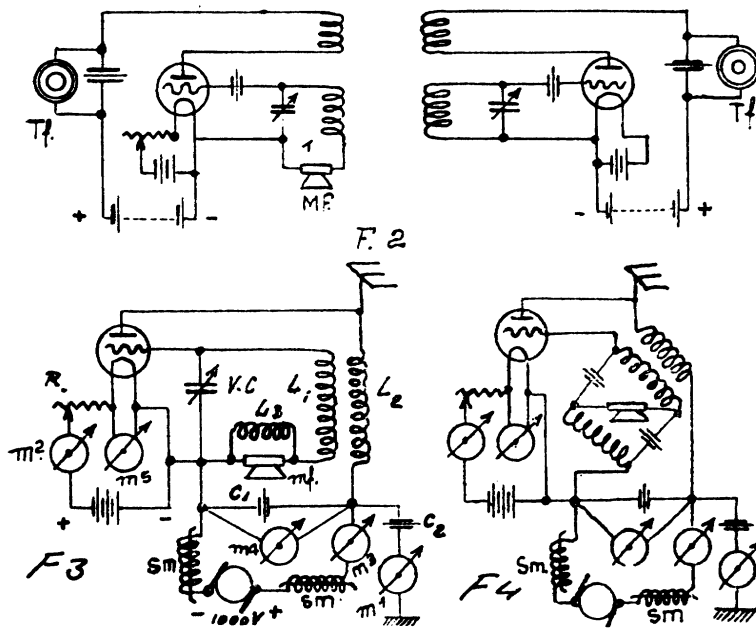 Tf.
MF.
Tf.
+ -
- +
F. 2
R.
V.C
L1
L2
L3
m2
m5
mf.
C1
C2
+ -
m4
m3
m1
Sm
sm.
- 1000V +
F3
Sm
sm
F4